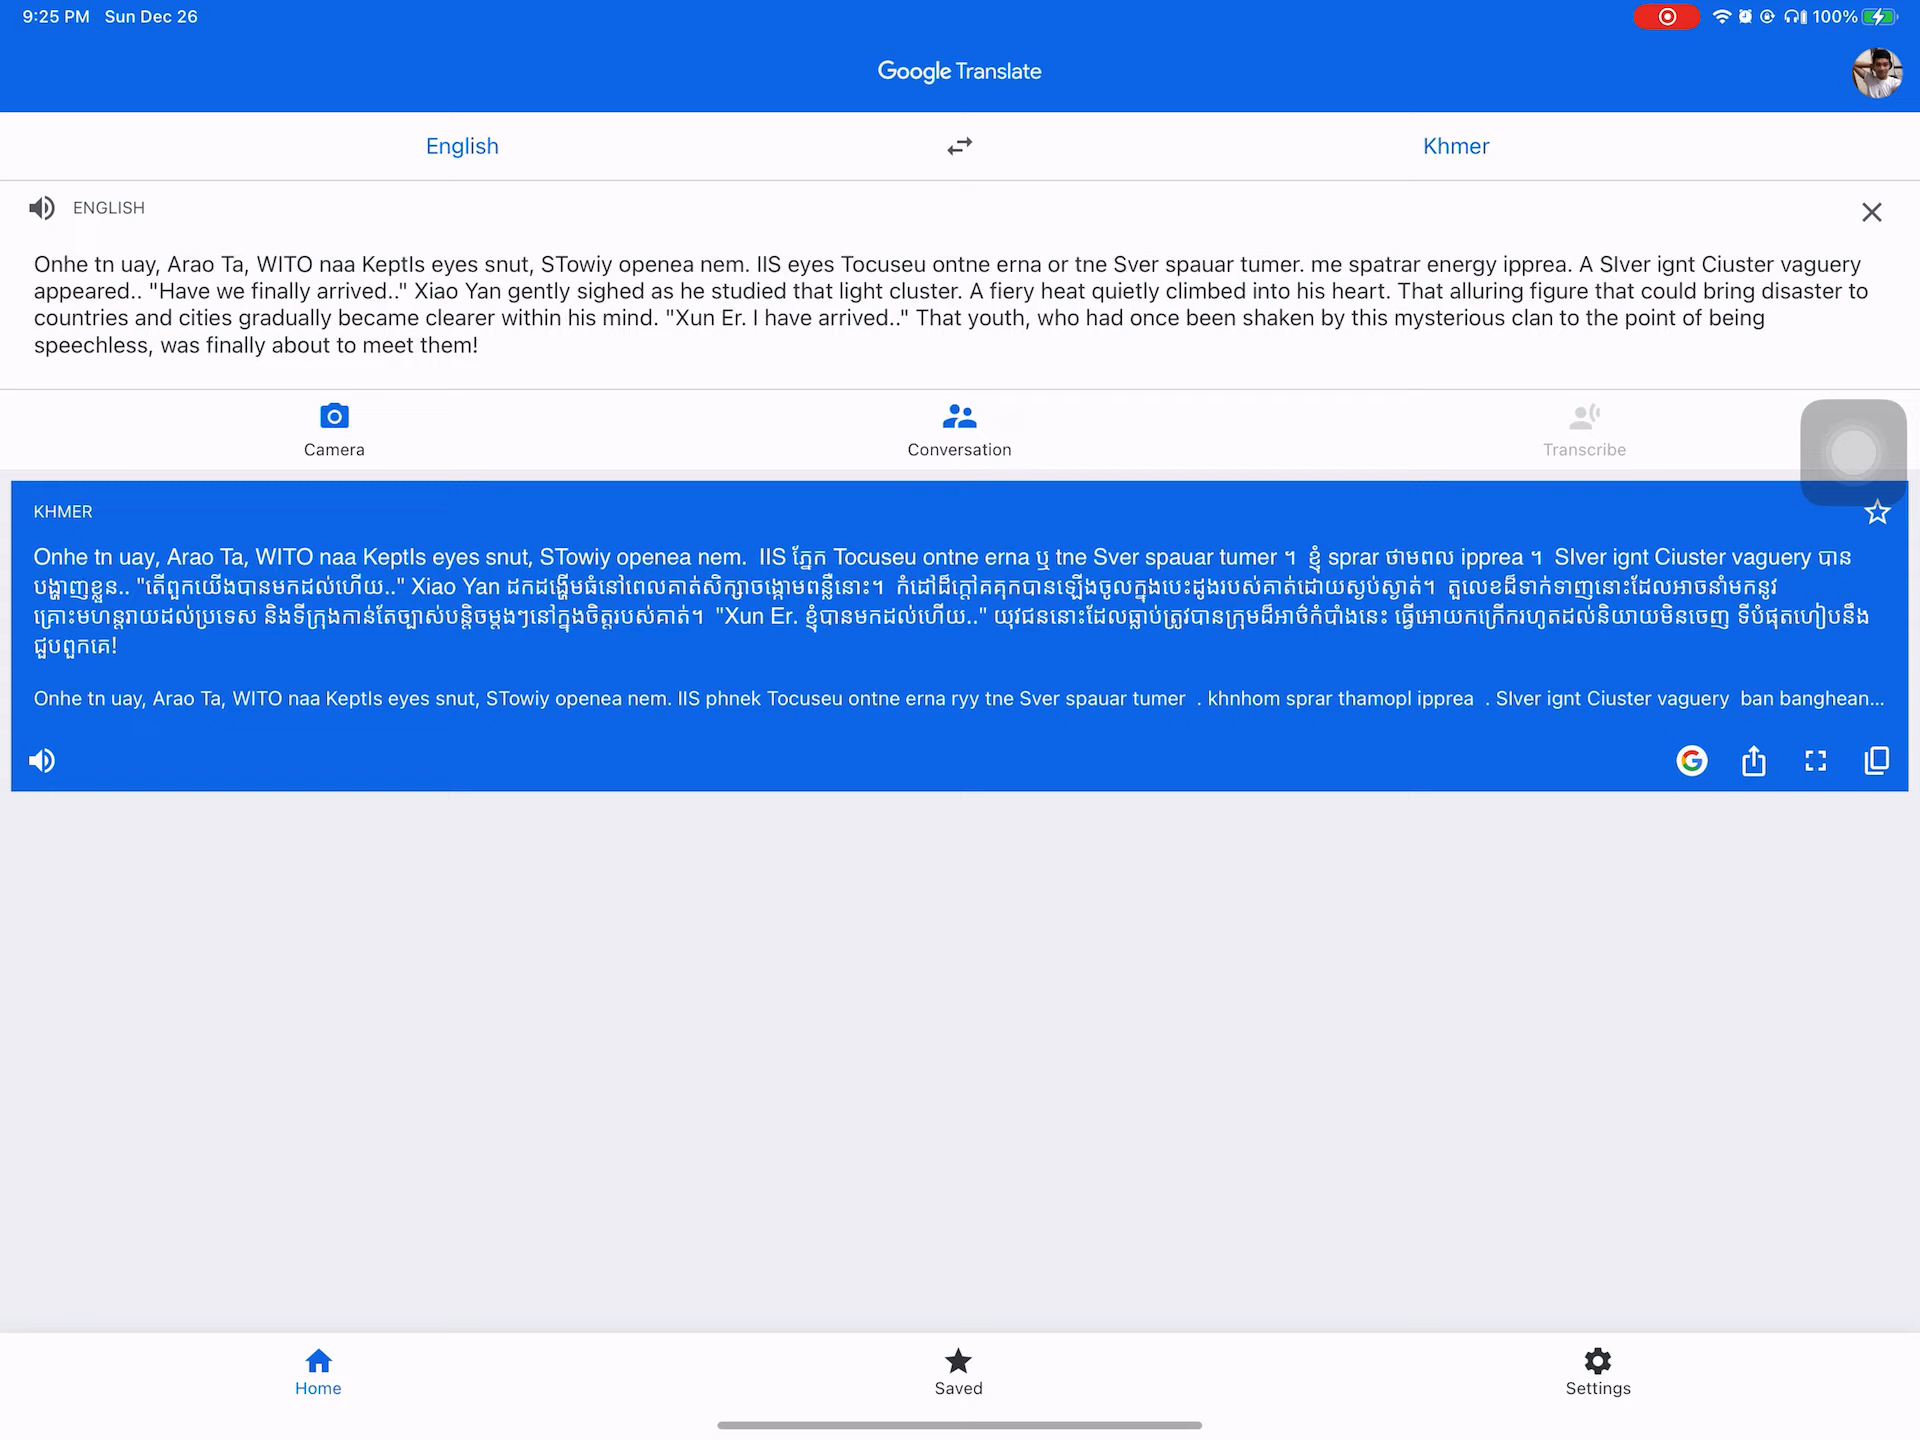 9:25 PM Sun Dec 26
100%
Google Translate
English
Khmer
ENGLISH
Onhe tn uay, Arao Ta, WITO naa KeptIs eyes snut, STowiy openea nem. IIS eyes Tocuseu ontne erna or tne Sver spauar tumer. me spatrar energy ipprea. A SIver ignt Ciuster vaguery
appeared.. "Have we finally arrived.." Xiao Yan gently sighed as he studied that light cluster. A fiery heat quietly climbed into his heart. That alluring figure that could bring disaster to
countries and cities gradually became clearer within his mind. "Xun Er. I have arrived.." That youth, who had once been shaken by this mysterious clan to the point of being
speechless, was finally about to meet them!
Camera
Conversation
Transcribe
KHMER
Onhe tn uay, Arao Ta, WITO naa KeptIs eyes snut, STowiy openea nem. IIS ភ្នែក Tocuseu ontne erna ឬ tne Sver spauar tumer ។ ខ្ញុំ sprar ថាមពល ipprea ។ SIver ignt Ciuster vaguery បាន
បង្ហាញខ្លួន.. "តើពួកយើងបានមកដល់ហើយ.." Xiao Yan ដកដង្ហើមធំនៅពេលគាត់សិក្សាចង្កោមពន្លឺនោះ។ កំដៅដ៏ក្តៅគគុកបានឡើងចូលក្នុងបេះដូងរបស់គាត់ដោយស្ងប់ស្ងាត់។ តួលេខដ៏ទាក់ទាញនោះដែលអាចនាំមកនូវ
គ្រោះមហន្តរាយដល់ប្រទេស និងទីក្រុងកាន់តែច្បាស់បន្តិចម្តងៗនៅក្នុងចិត្តរបស់គាត់។ "Xun Er. ខ្ញុំបានមកដល់ហើយ.." យុវជននោះដែលធ្លាប់ត្រូវបានក្រុមដ៏អាថ៌កំបាំងនេះ ធ្វើអោយកក្រើករហូតដល់និយាយមិនចេញ ទីបំផុតហៀបនឹង
ជួបពួកគេ!
Onhe tn uay, Arao Ta, WITO naa KeptIs eyes snut, STowiy openea nem. IIS phnek Tocuseu ontne erna ryy tne Sver spauar tumer . khnhom sprar thamopl ipprea . SIver ignt Ciuster vaguery ban banghean...
Home
Saved
Settings